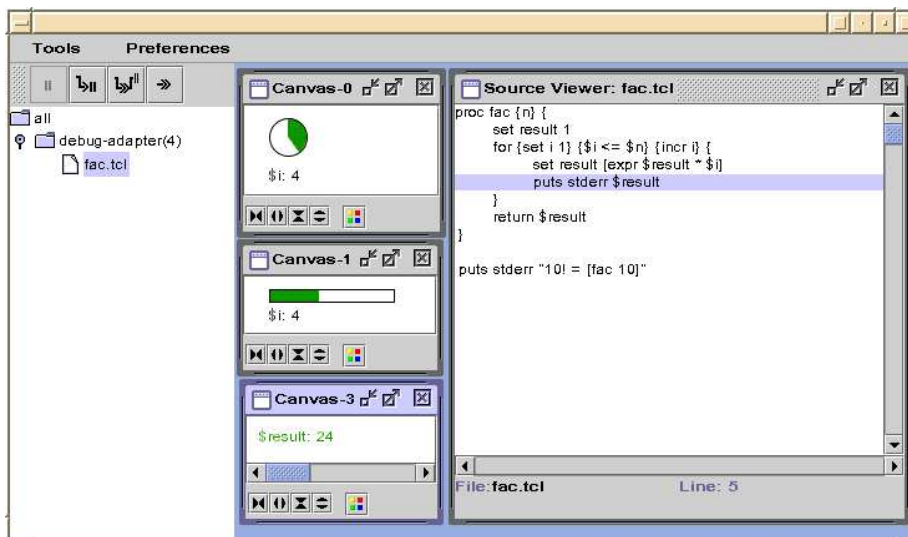 Tools Preferences
all
debug-adapter(4)
fac.tcl
Canvas-0
$i: 4
Canvas-1
$i: 4
Canvas-3
$result: 24
Source Viewer: fac.tcl
proc fac {n} {
set result 1
for {set i 1} {$i <= $n} {incr i} {
set result [expr $result * $i]
puts stderr $result
}
return $result
}
puts stderr "10! = [fac 10]"
File:fac.tcl Line: 5